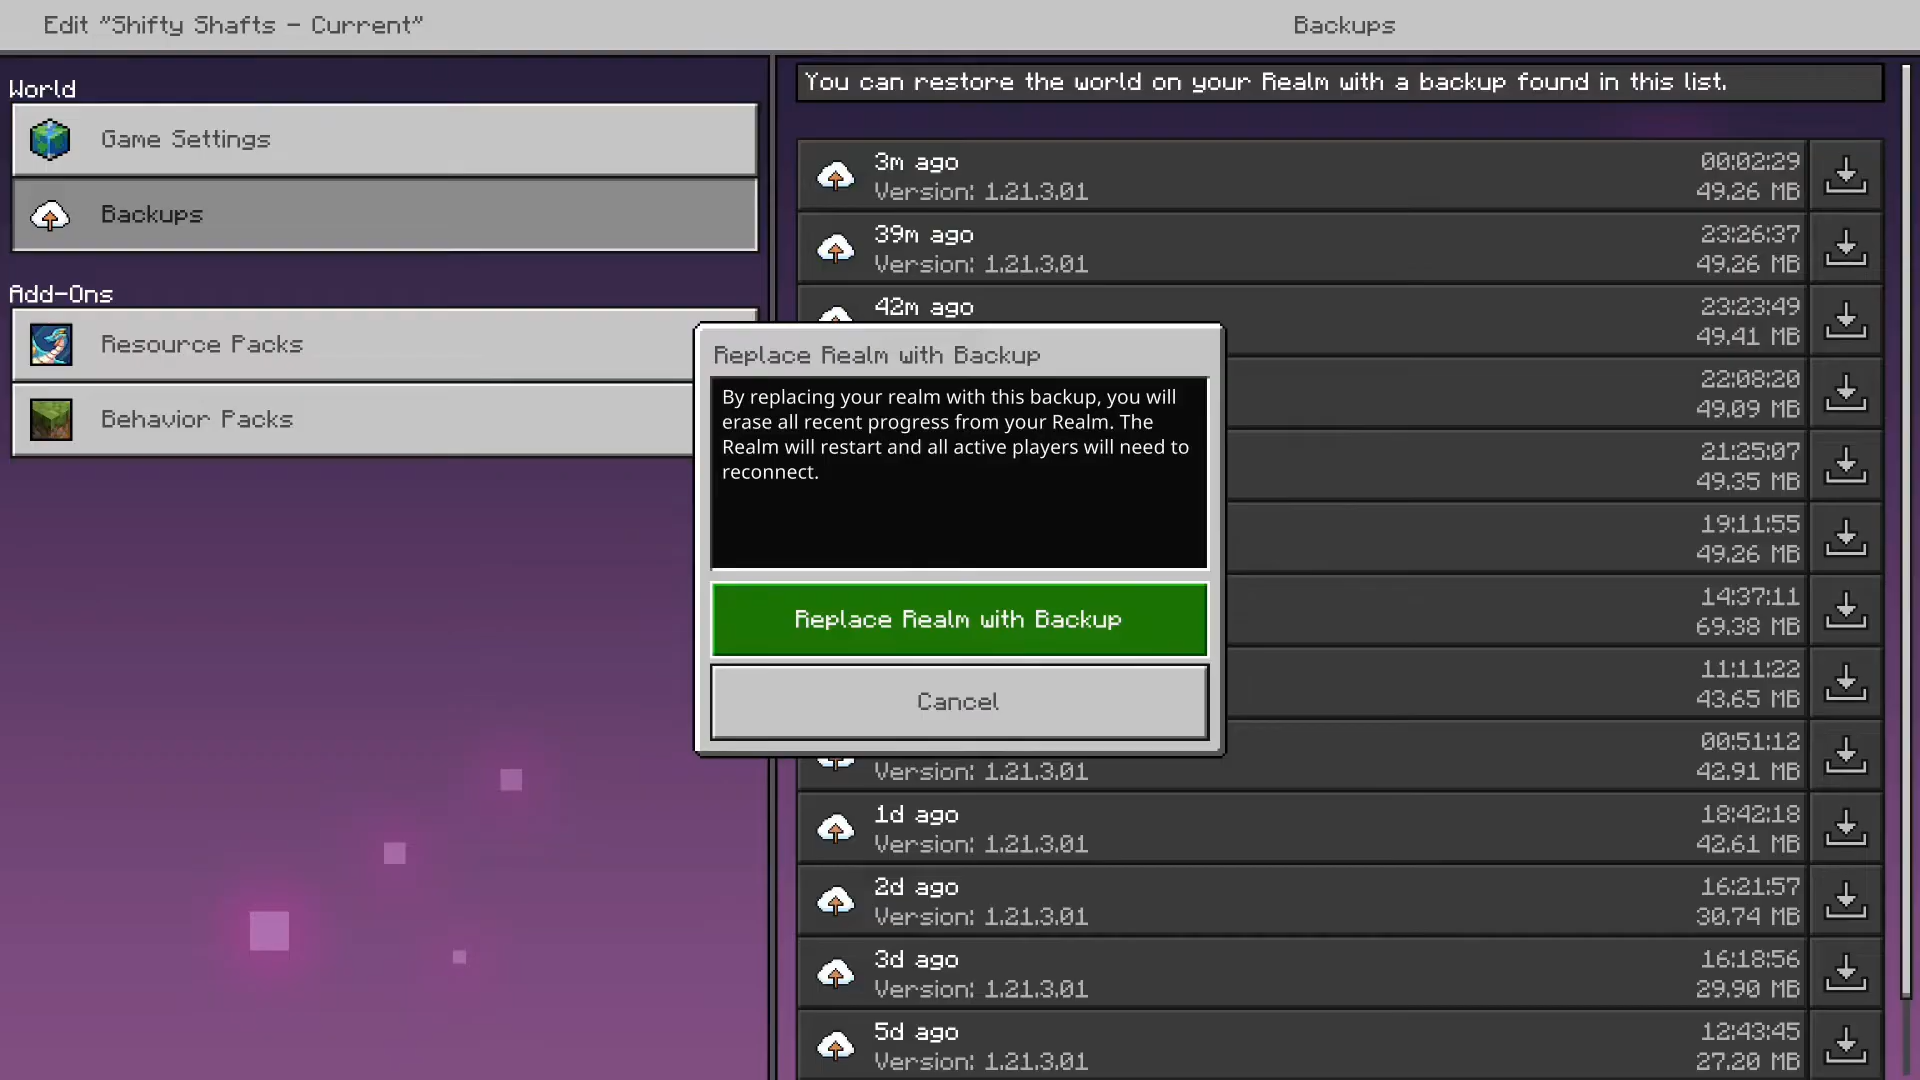 Edit "Shifty Shafts - Current"
Backups
World
Game Settings
Backups
Add-Ons
Resource Packs
Behavior Packs
You can restore the world on your Realm with a backup found in this list.
3m ago
00:02:29
Version: 1.21.3.01
49.26 MB
39m ago
23:26:37
Version: 1.21.3.01
49.26 MB
42m ago
23:23:49
49.41 MB
22:08:20
49.09 MB
21:25:07
49.35 MB
19:11:55
49.26 MB
14:37:11
69.38 MB
11:11:22
43.65 MB
00:51:12
Version: 1.21.3.01
42.91 MB
1d ago
18:42:18
Version: 1.21.3.01
42.61 MB
2d ago
16:21:57
Version: 1.21.3.01
30.74 MB
3d ago
16:18:56
Version: 1.21.3.01
29.90 MB
5d ago
12:43:45
Version: 1.21.3.01
27.20 MB
Replace Realm with Backup
By replacing your realm with this backup, you will
erase all recent progress from your Realm. The
Realm will restart and all active players will need to
reconnect.
Replace Realm with Backup
Cancel